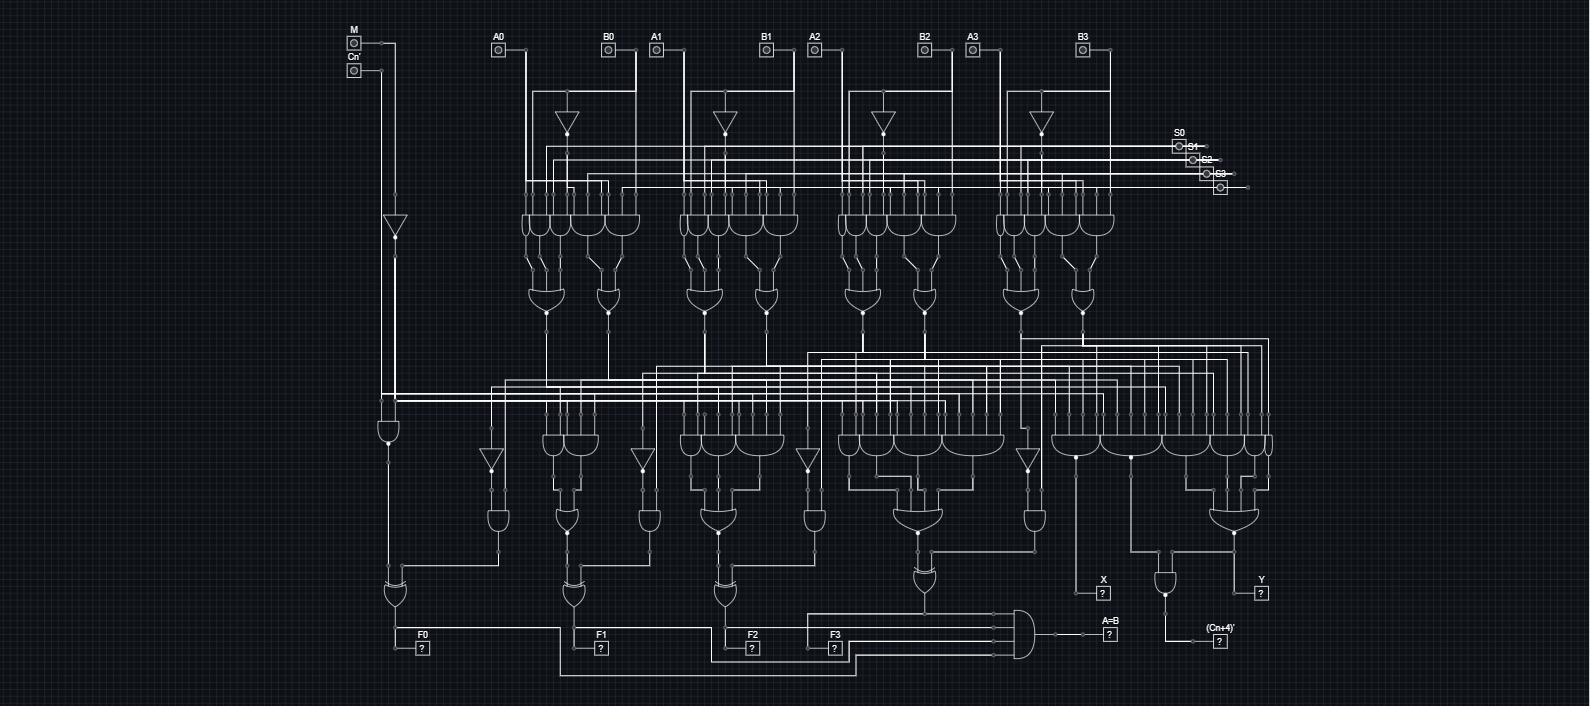 M
Cn'
A0
B0
A1
B1
A2
B2
A3
B3
S0
S1
S2
S3
X
?
Y
?
F0
?
F1
?
F2
?
F3
?
A=B
?
(Cn+4)'
?